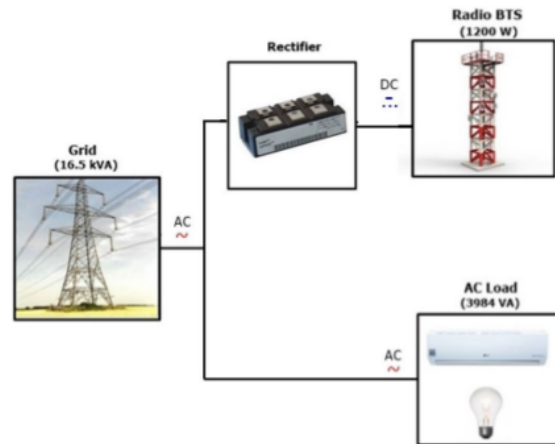 Radio BTS
(1200 W)
Rectifier
DC
Grid
(16.5 kVA)
AC
AC Load
(3984 VA)
AC